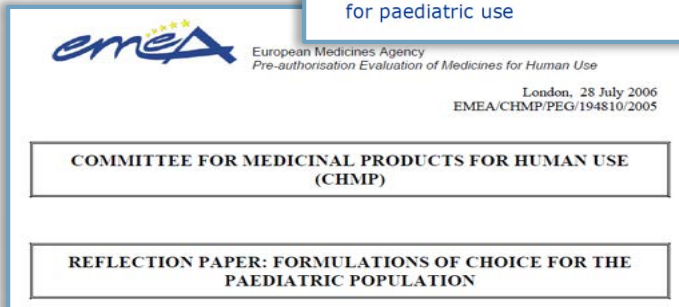 for paediatric use
emea
European Medicines Agency
Pre-authorisation Evaluation of Medicines for Human Use
London, 28 July 2006
EMEA/CHMP/PEG/194810/2005
COMMITTEE FOR MEDICINAL PRODUCTS FOR HUMAN USE
(CHMP)
REFLECTION PAPER: FORMULATIONS OF CHOICE FOR THE
PAEDIATRIC POPULATION